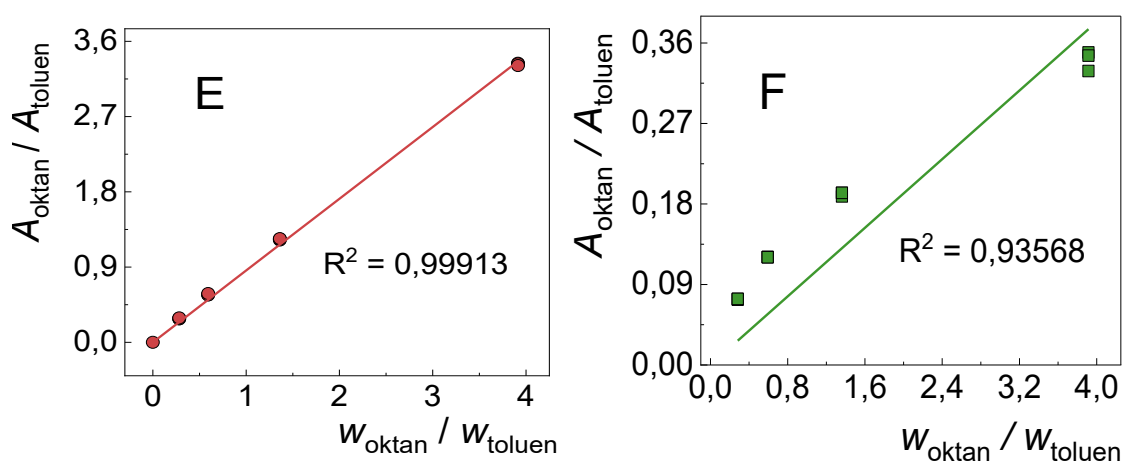 E
A_oktan / A_toluen
3,6
2,7
1,8
0,9
0,0
R² = 0,99913
0 1 2 3 4
w_oktan / w_toluen
F
A_oktan / A_toluen
0,36
0,27
0,18
0,09
0,00
R² = 0,93568
0,0 0,8 1,6 2,4 3,2 4,0
w_oktan / w_toluen